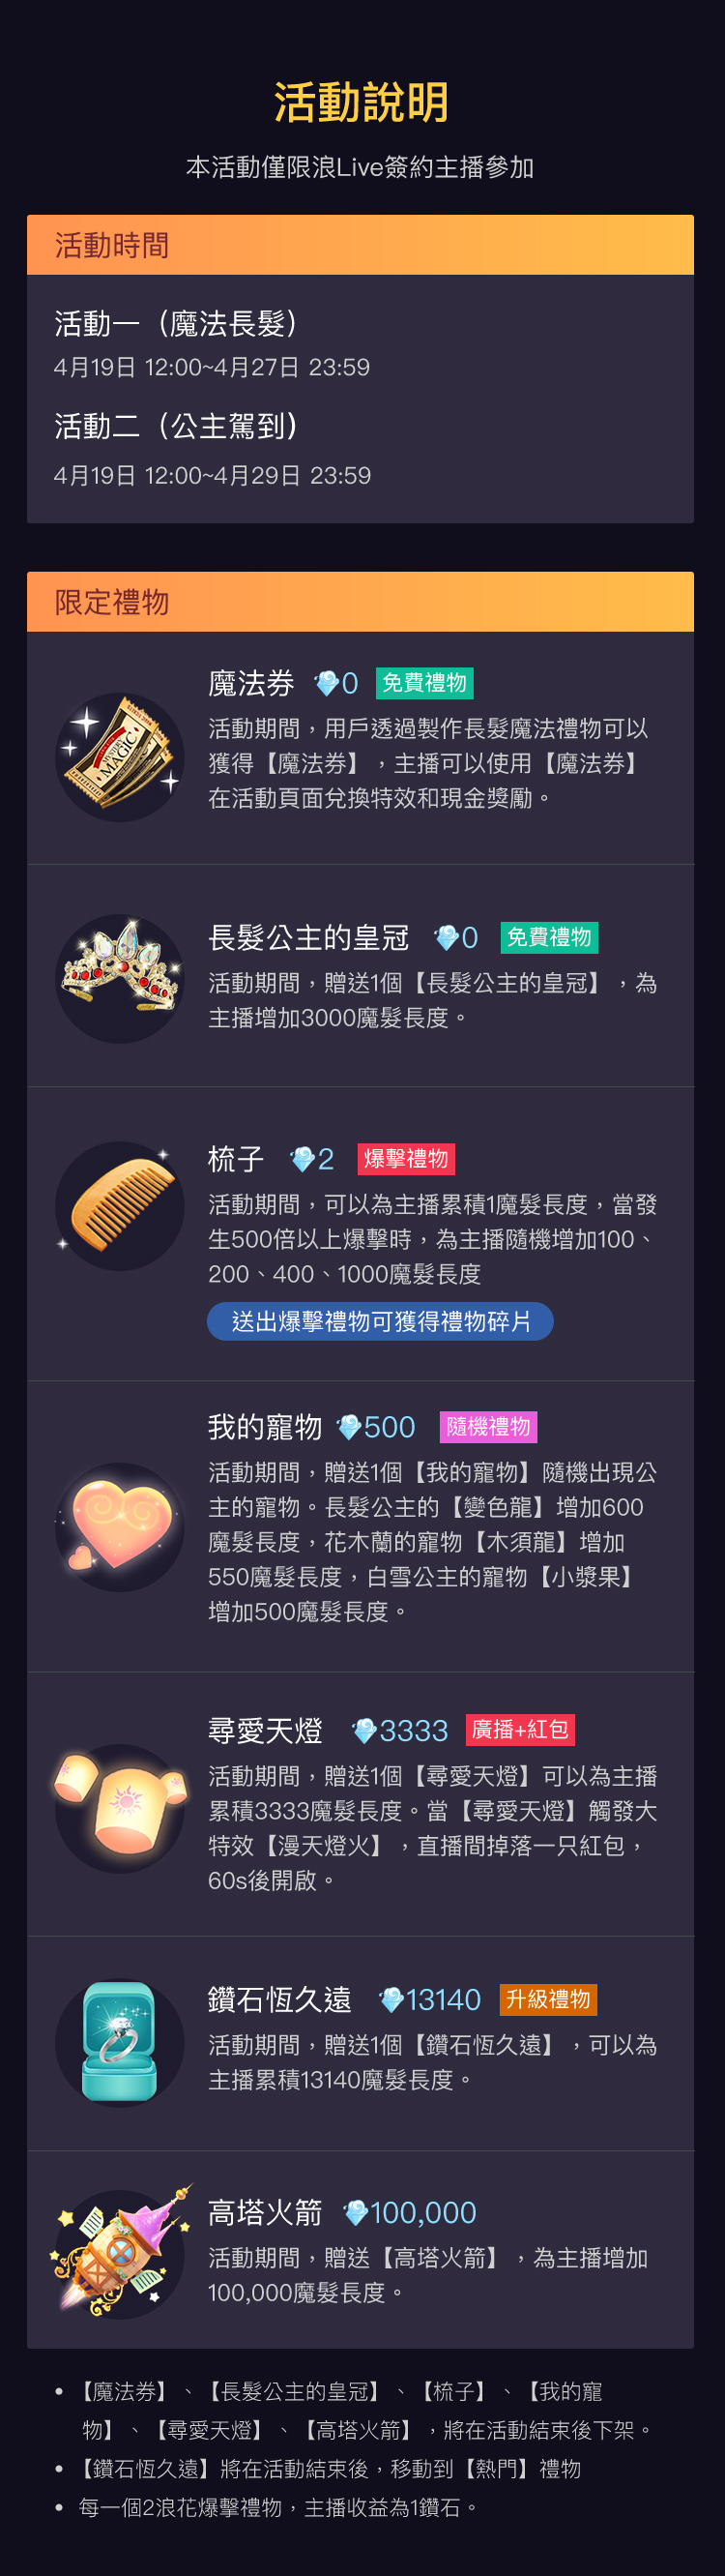 活動說明
本活動僅限浪Live簽約主播參加
活動時間
活動一（魔法長髮）
4月19日 12:00~4月27日 23:59
活動二（公主駕到）
4月19日 12:00~4月29日 23:59
限定禮物
魔法券 0 免費禮物
活動期間，用戶透過製作長髮魔法禮物可以
獲得【魔法券】，主播可以使用【魔法券】
在活動頁面兌換特效和現金獎勵。
MAGIC
長髮公主的皇冠 0 免費禮物
活動期間，贈送1個【長髮公主的皇冠】，為
主播增加3000魔髮長度。
梳子 2 爆擊禮物
活動期間，可以為主播累積1魔髮長度，當發
生500倍以上爆擊時，為主播隨機增加100、
200、400、1000魔髮長度
送出爆擊禮物可獲得禮物碎片
我的寵物 500 隨機禮物
活動期間，贈送1個【我的寵物】隨機出現公
主的寵物。長髮公主的【變色龍】增加600
魔髮長度，花木蘭的寵物【木須龍】增加
550魔髮長度，白雪公主的寵物【小漿果】
增加500魔髮長度。
尋愛天燈 3333 廣播+紅包
活動期間，贈送1個【尋愛天燈】可以為主播
累積3333魔髮長度。當【尋愛天燈】觸發大
特效【漫天燈火】，直播間掉落一只紅包，
60s後開啟。
鑽石恆久遠 13140 升級禮物
活動期間，贈送1個【鑽石恆久遠】，可以為
主播累積13140魔髮長度。
高塔火箭 100,000
活動期間，贈送【高塔火箭】，為主播增加
100,000魔髮長度。
• 【魔法券】、【長髮公主的皇冠】、【梳子】、【我的寵
物】、【尋愛天燈】、【高塔火箭】，將在活動結束後下架。
• 【鑽石恆久遠】將在活動結束後，移動到【熱門】禮物
• 每一個2浪花爆擊禮物，主播收益為1鑽石。